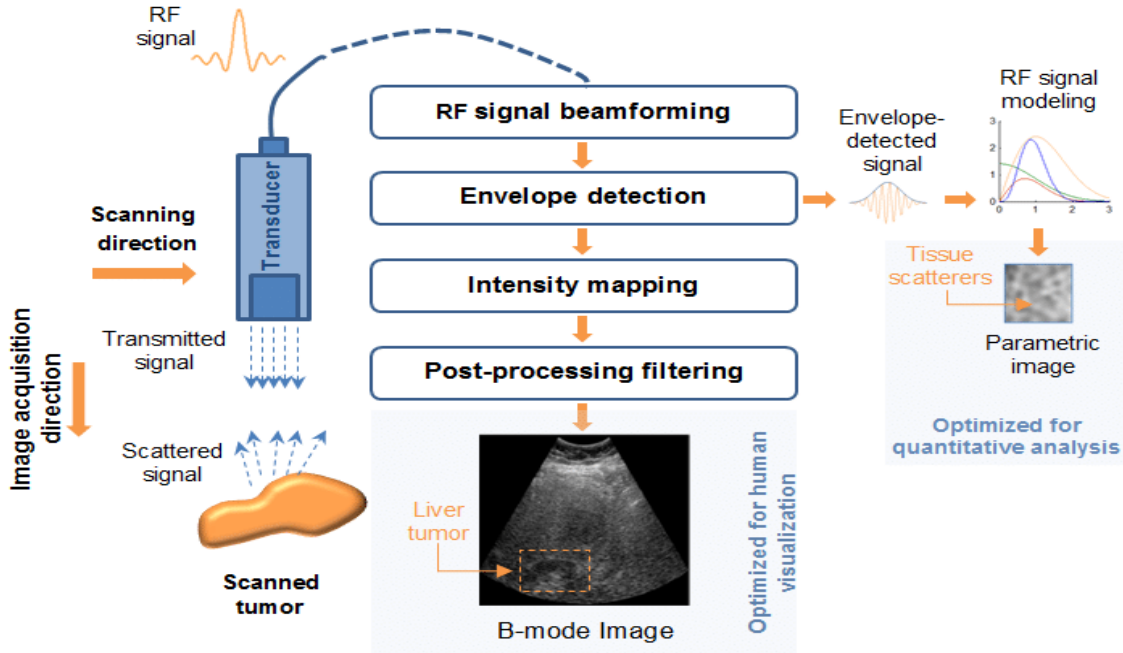 RF
signal
RF signal beamforming
Envelope detection
Intensity mapping
Post-processing filtering
Transducer
Scanning
direction
Transmitted
signal
Image acquisition
direction
Scattered
signal
Scanned
tumor
Liver
tumor
B-mode Image
Optimized for human
visualization
Envelope-
detected
signal
RF signal
modeling
3
2
1
0
0 1 2 3
Tissue
scatterers
Parametric
image
Optimized for
quantitative analysis